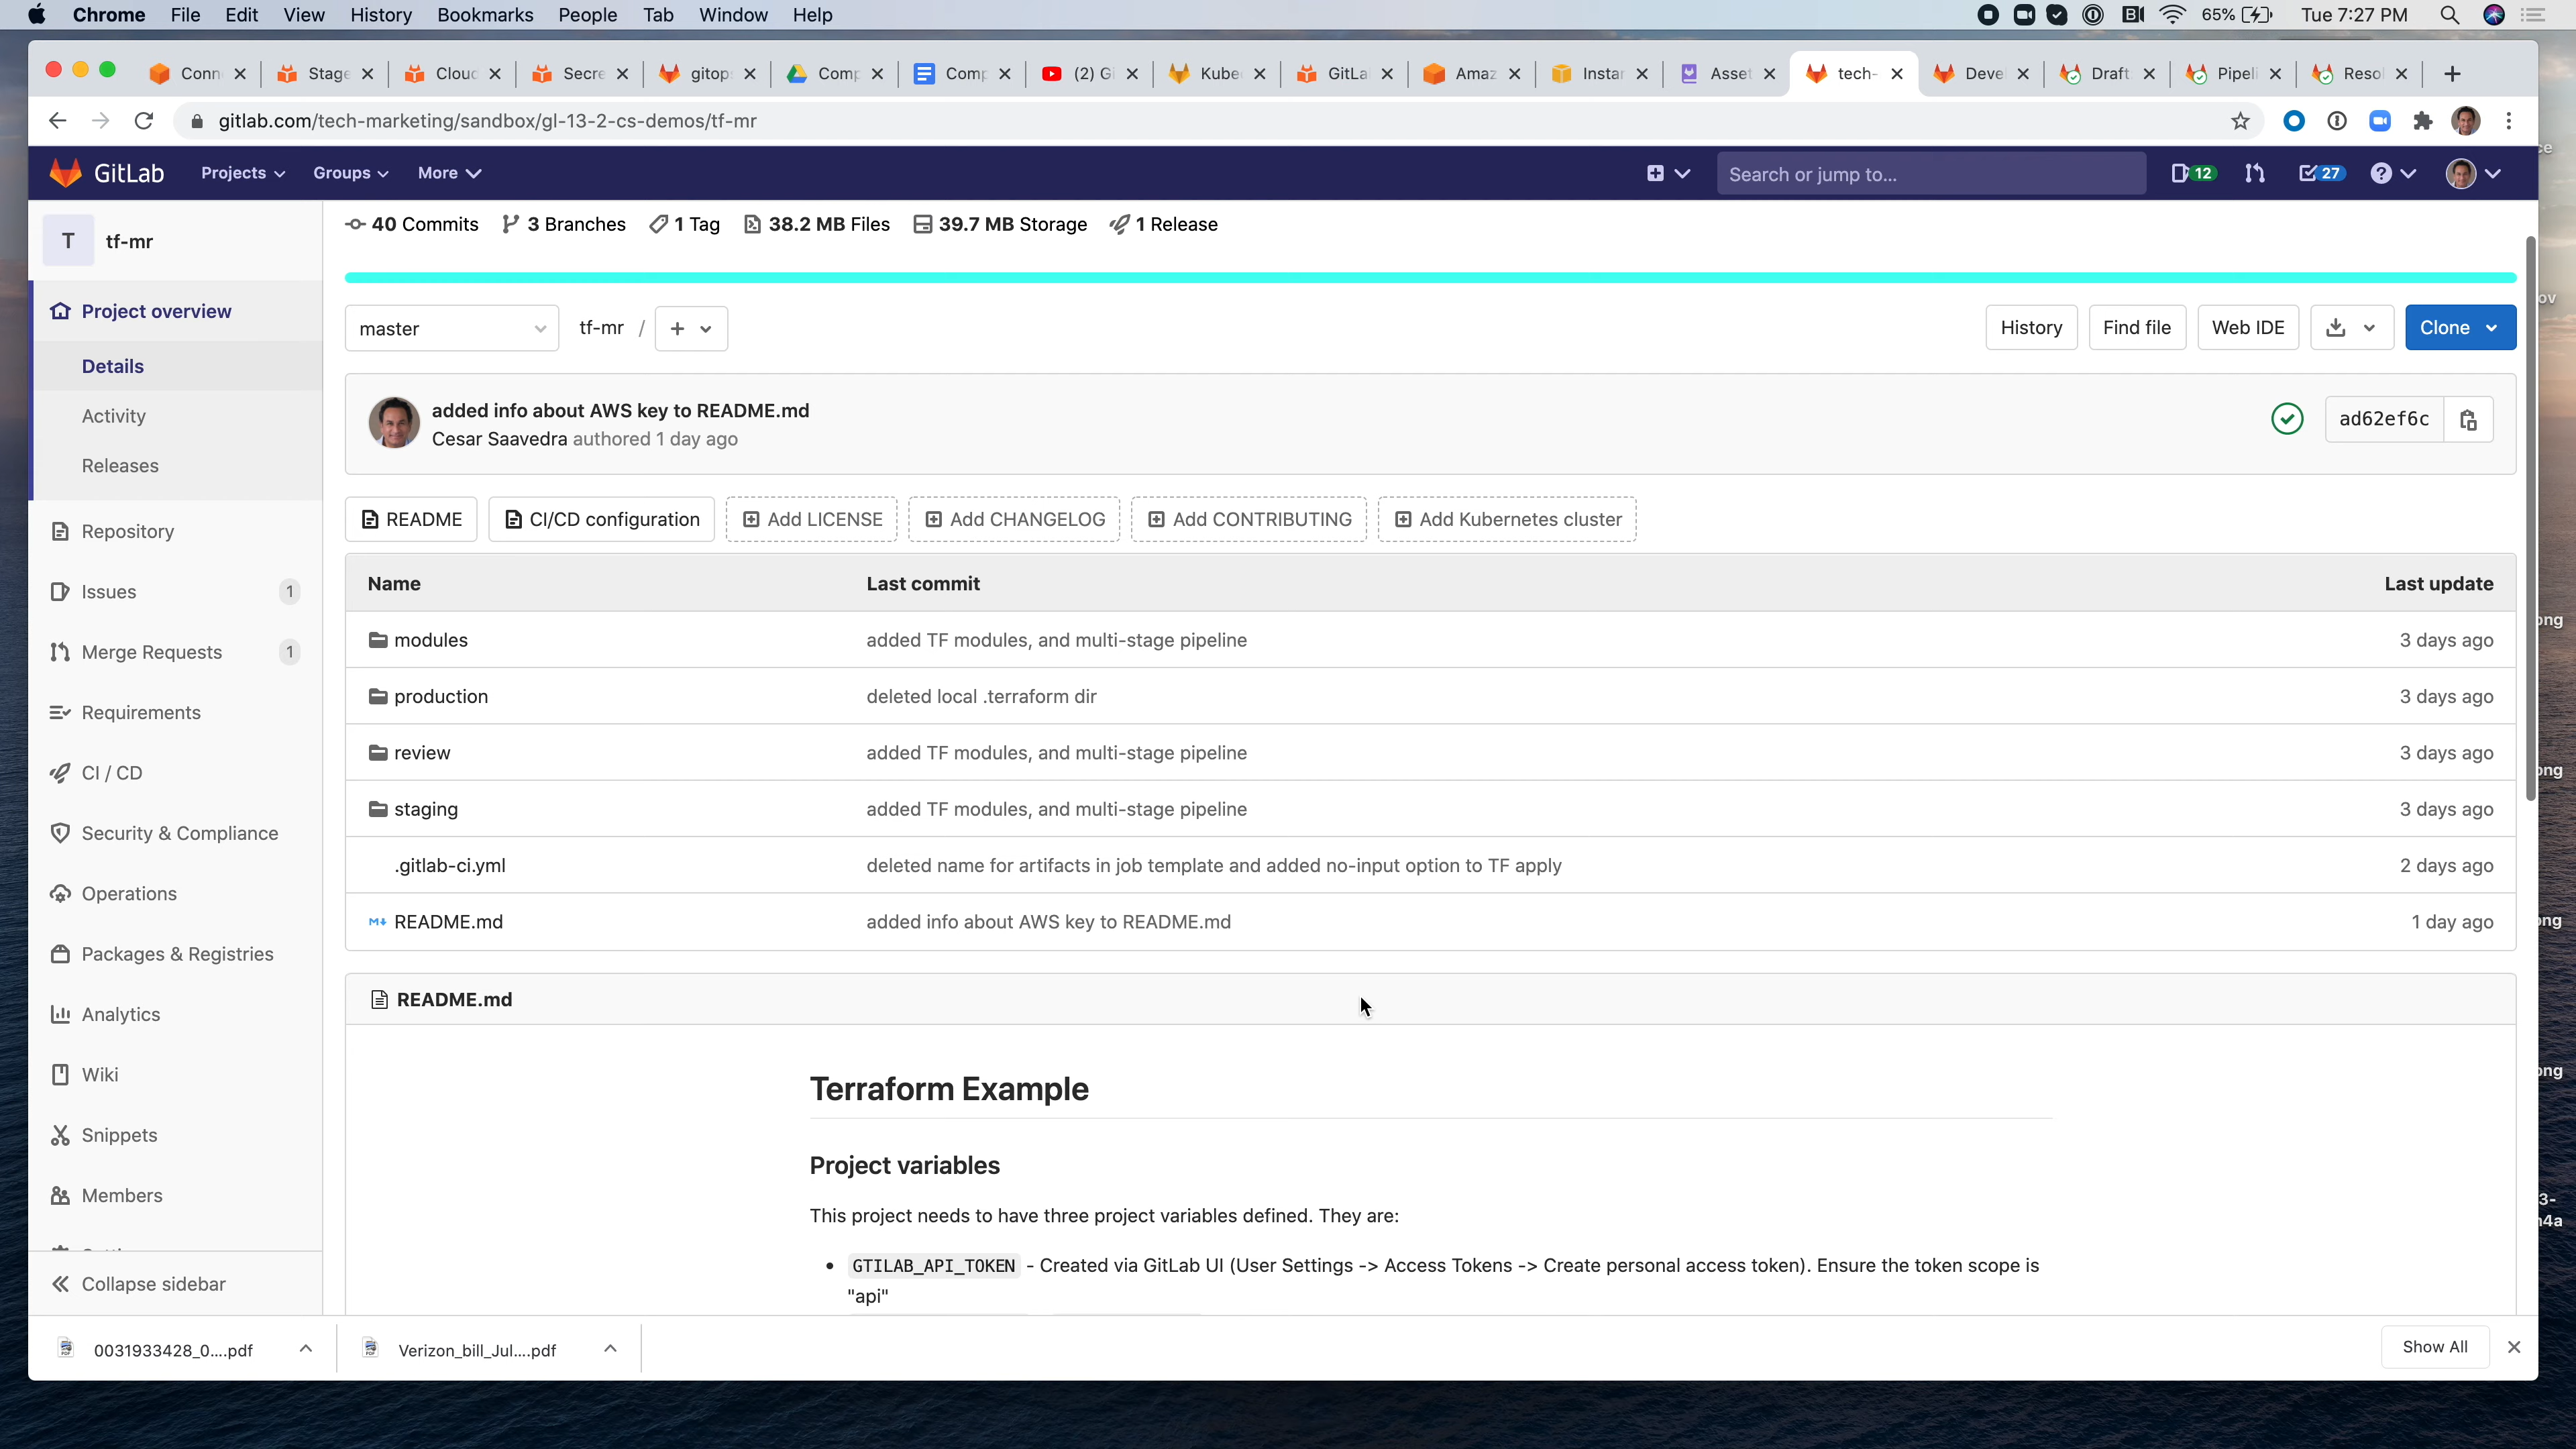 Chrome File Edit View History Bookmarks People Tab Window Help
65% Tue 7:27 PM
Conn Stage Cloud Secre gitop Comp Comp (2) Gi Kube GitLa Amaz Instan Asset tech- Deve Draft Pipeli Resol
gitlab.com/tech-marketing/sandbox/gl-13-2-cs-demos/tf-mr
GitLab Projects Groups More Search or jump to... 12 27
T tf-mr
Project overview
Details
Activity
Releases
Repository
Issues 1
Merge Requests 1
Requirements
CI / CD
Security & Compliance
Operations
Packages & Registries
Analytics
Wiki
Snippets
Members
Collapse sidebar
40 Commits 3 Branches 1 Tag 38.2 MB Files 39.7 MB Storage 1 Release
master tf-mr / + History Find file Web IDE Clone
added info about AWS key to README.md
Cesar Saavedra authored 1 day ago
ad62ef6c
README CI/CD configuration Add LICENSE Add CHANGELOG Add CONTRIBUTING Add Kubernetes cluster
Name Last commit Last update
modules added TF modules, and multi-stage pipeline 3 days ago
production deleted local .terraform dir 3 days ago
review added TF modules, and multi-stage pipeline 3 days ago
staging added TF modules, and multi-stage pipeline 3 days ago
.gitlab-ci.yml deleted name for artifacts in job template and added no-input option to TF apply 2 days ago
README.md added info about AWS key to README.md 1 day ago
README.md
Terraform Example
Project variables
This project needs to have three project variables defined. They are:
• GTILAB_API_TOKEN - Created via GitLab UI (User Settings -> Access Tokens -> Create personal access token). Ensure the token scope is
"api"
0031933428_0....pdf Verizon_bill_Jul....pdf Show All